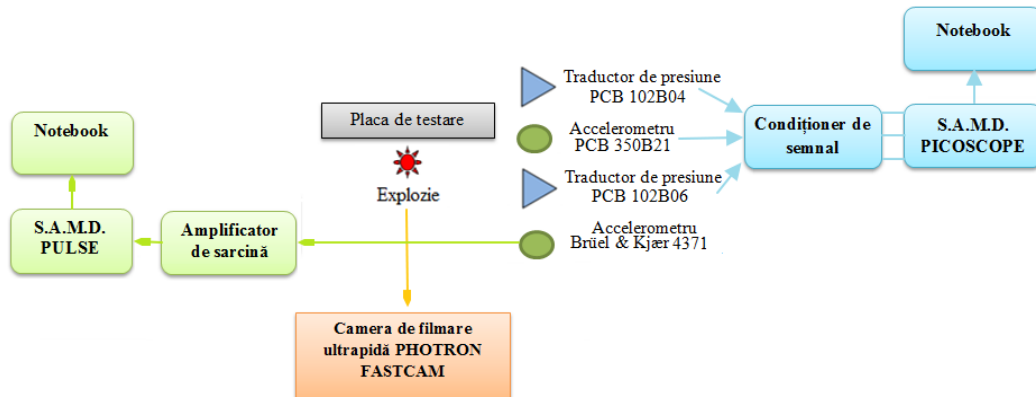 Notebook
Traductor de presiune
PCB 102B04
Placa de testare
Notebook
Accelerometru
PCB 350B21
Condiționer de
semnal
S.A.M.D.
PICOSCOPE
Explozie
Traductor de presiune
PCB 102B06
S.A.M.D.
PULSE
Amplificator
de sarcină
Accelerometru
Brüel & Kjær 4371
Camera de filmare
ultrapidă PHOTRON
FASTCAM